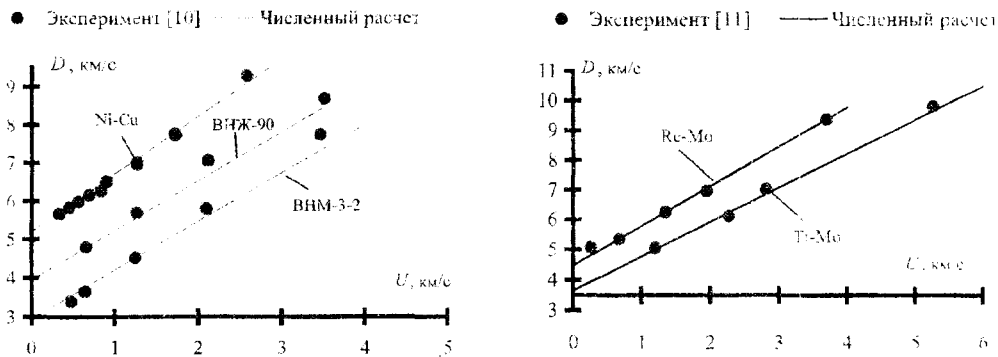 Эксперимент [10] Численный расчет
D, км/с
9
8
7
6
5
4
3
Ni-Cu
ВНЖ-90
ВНМ-3-2
U, км/с
0 1 2 3 4 5
Эксперимент [11] Численный расчет
D, км/с
11
10
9
8
7
6
5
4
3
Re-Mo
Ti-Mo
U, км/с
0 1 2 3 4 5 6